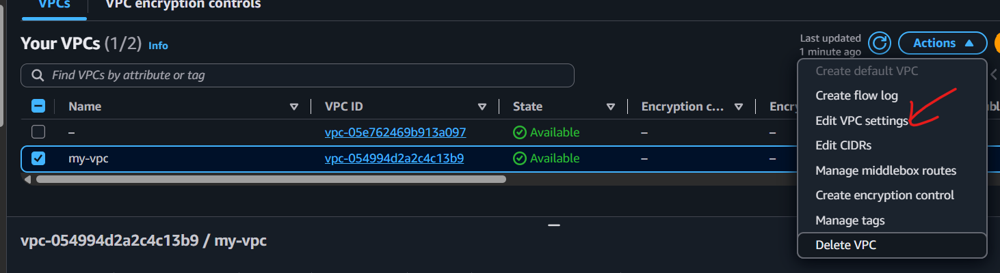 VPCs VPC encryption controls
Your VPCs (1/2) Info
Last updated
1 minute ago
Actions
Find VPCs by attribute or tag
Name VPC ID State Encryption c...
– vpc-05e762469b913a097 Available – –
my-vpc vpc-054994d2a2c4c13b9 Available – –
Create default VPC
Create flow log
Edit VPC settings
Edit CIDRs
Manage middlebox routes
Create encryption control
Manage tags
Delete VPC
vpc-054994d2a2c4c13b9 / my-vpc